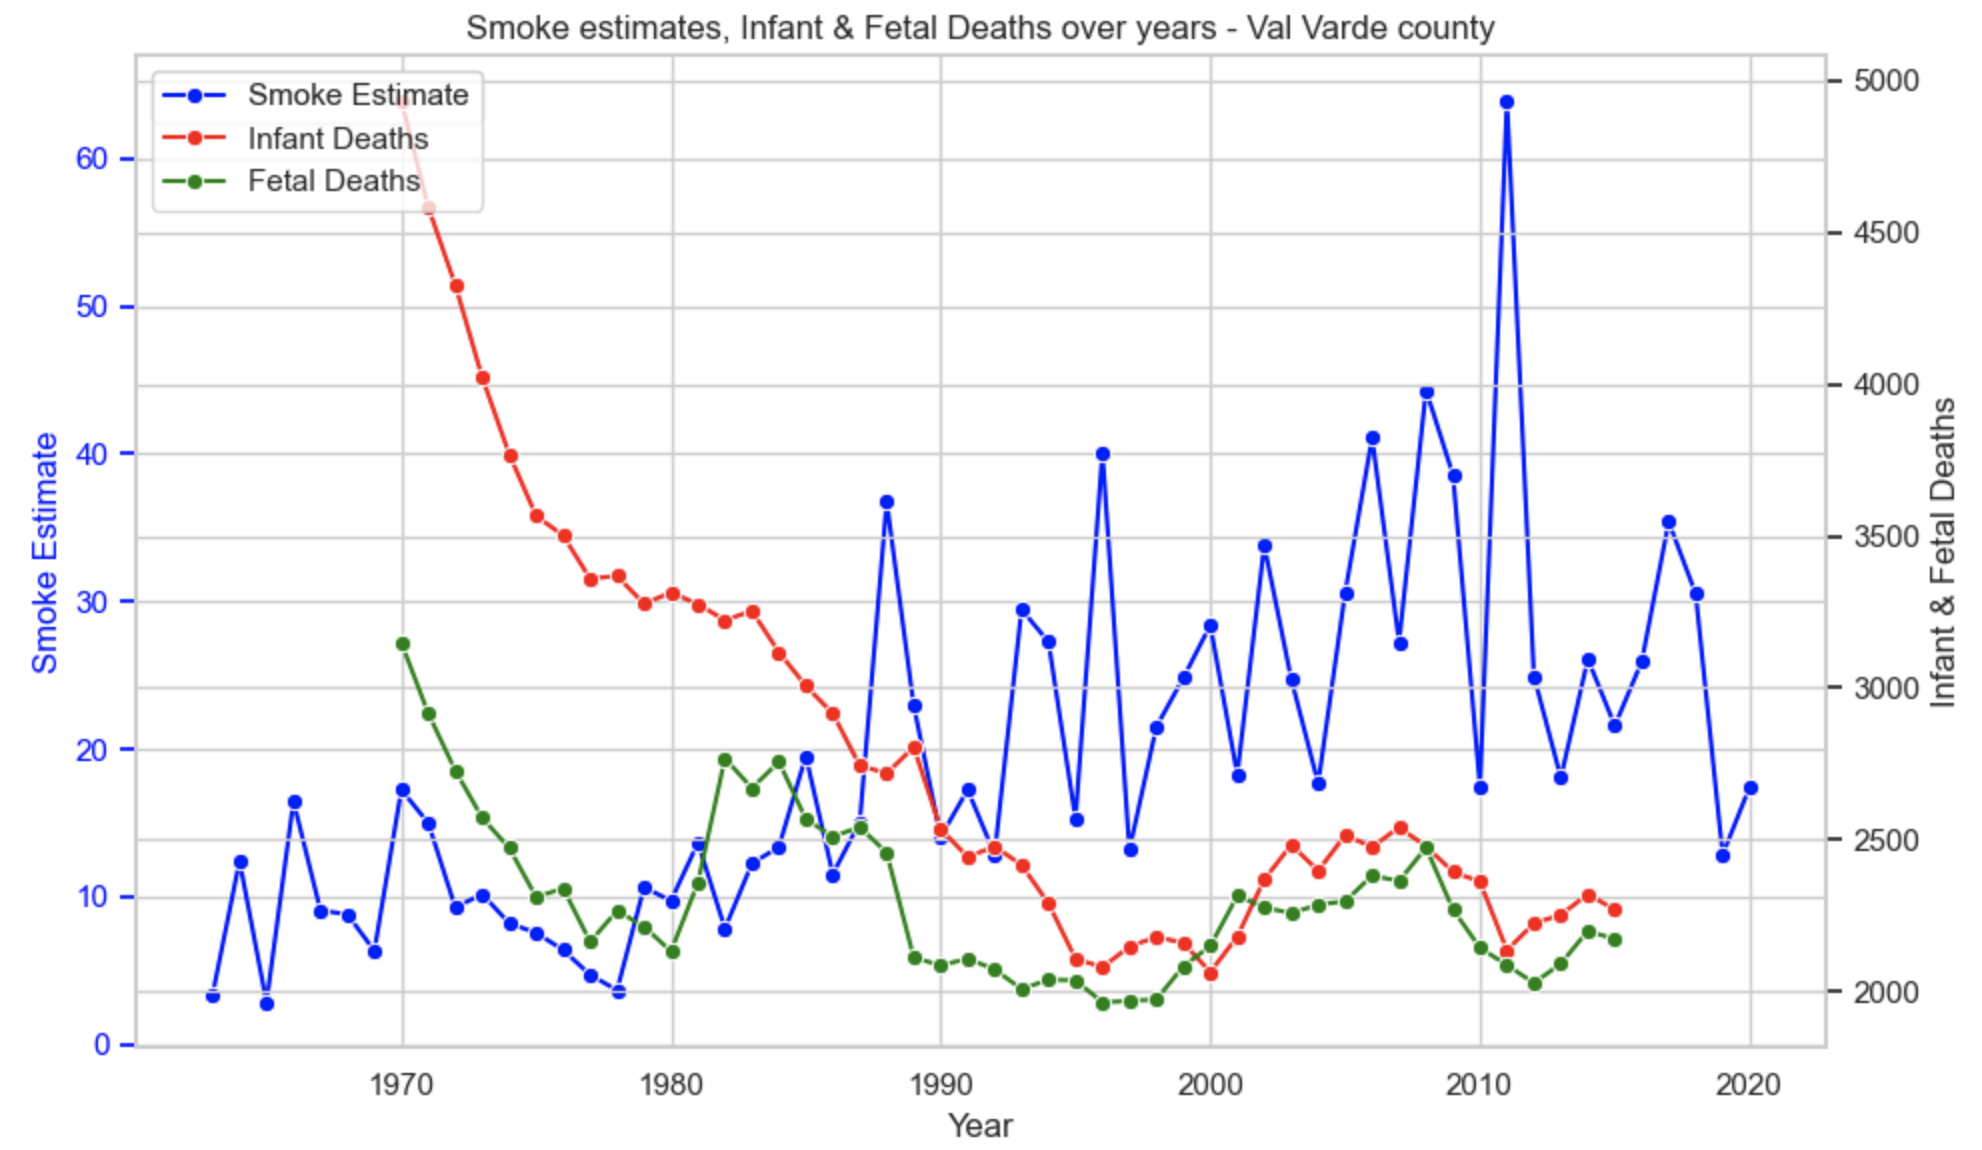 Smoke estimates, Infant & Fetal Deaths over years - Val Varde county
Smoke Estimate
Infant Deaths
Fetal Deaths
60
50
40
30
20
10
0
Smoke Estimate
5000
4500
4000
3500
3000
2500
2000
Infant & Fetal Deaths
1970 1980 1990 2000 2010 2020
Year